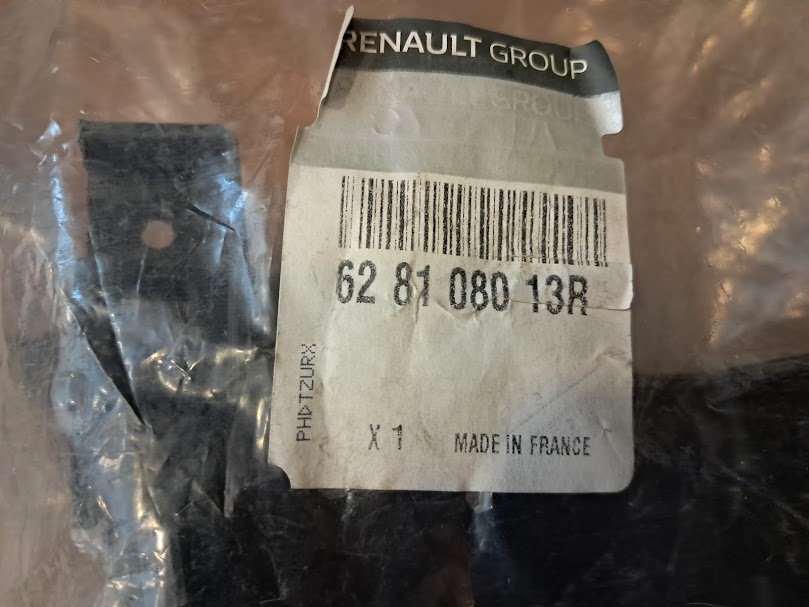 RENAULT GROUP
62 81 080 13R
PHDTZURX
X 1
MADE IN FRANCE